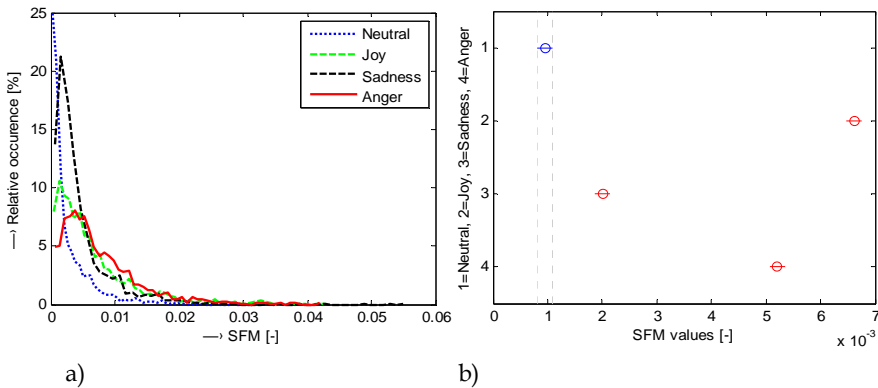 25
20
15
10
5
0
—› Relative occurence [%]
Neutral
Joy
Sadness
Anger
0 0.01 0.02 0.03 0.04 0.05 0.06
—› SFM [-]
a)
1=Neutral, 2=Joy, 3=Sadness, 4=Anger
1
2
3
4
0 1 2 3 4 5 6 7
x 10⁻³
SFM values [-]
b)